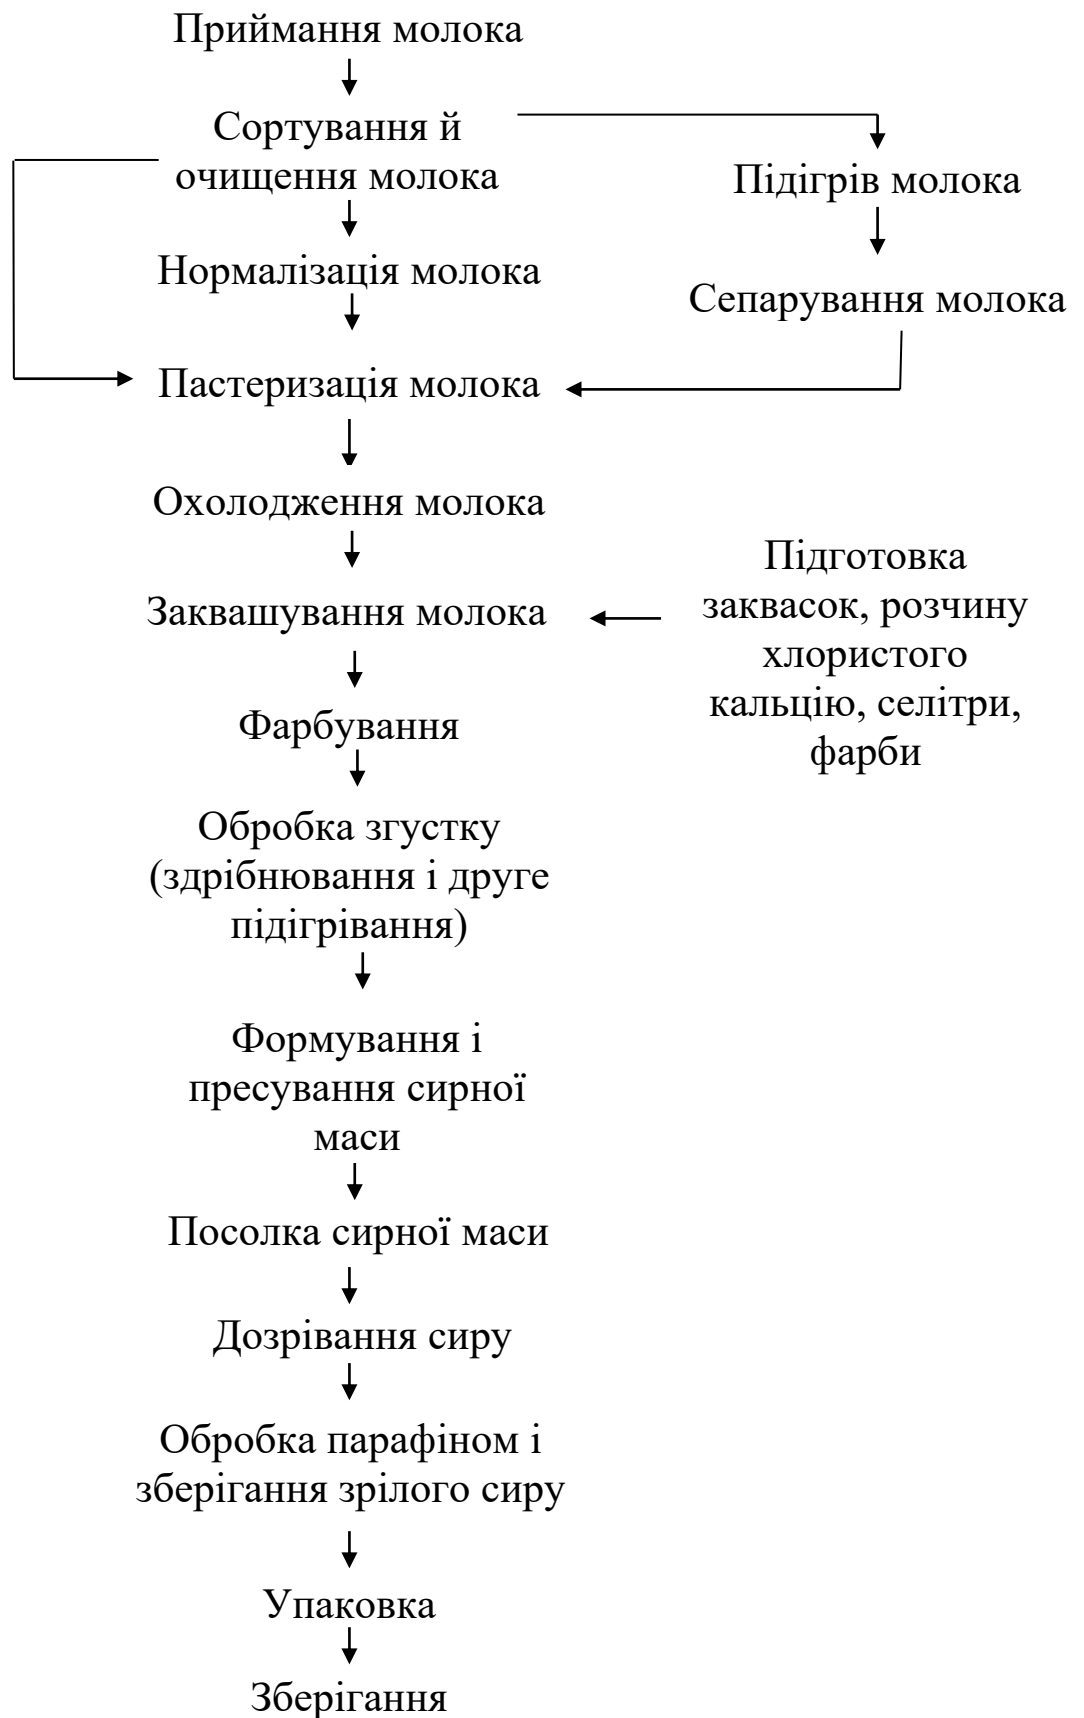 Приймання молока
Сортування й
очищення молока
Підігрів молока
Нормалізація молока
Сепарування молока
Пастеризація молока
Охолодження молока
Заквашування молока
Підготовка
заквасок, розчину
хлористого
кальцію, селітри,
фарби
Фарбування
Обробка згустку
(здрібнювання і друге
підігрівання)
Формування і
пресування сирної
маси
Посолка сирної маси
Дозрівання сиру
Обробка парафіном і
зберігання зрілого сиру
Упаковка
Зберігання